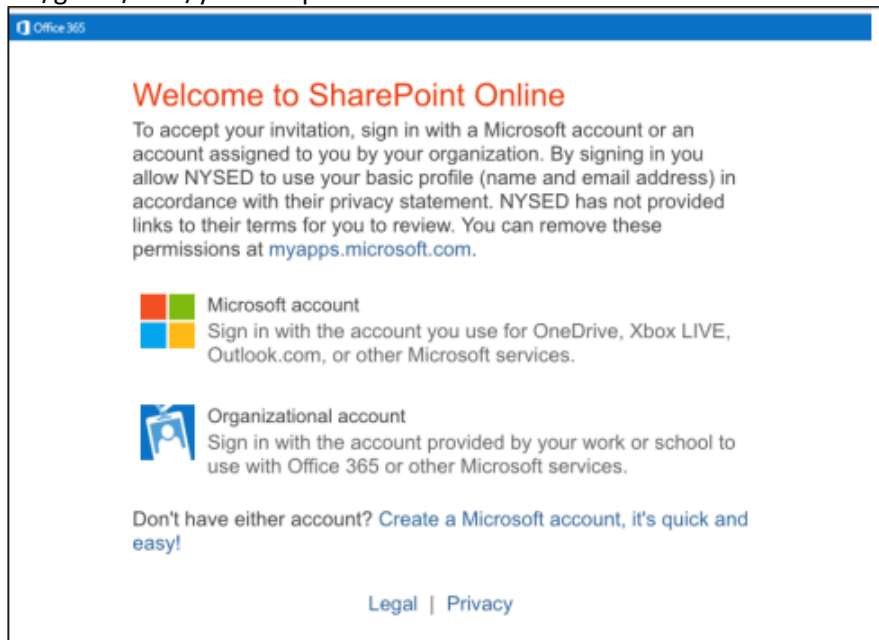 Office 365
Welcome to SharePoint Online
To accept your invitation, sign in with a Microsoft account or an
account assigned to you by your organization. By signing in you
allow NYSED to use your basic profile (name and email address) in
accordance with their privacy statement. NYSED has not provided
links to their terms for you to review. You can remove these
permissions at myapps.microsoft.com.
Microsoft account
Sign in with the account you use for OneDrive, Xbox LIVE,
Outlook.com, or other Microsoft services.
Organizational account
Sign in with the account provided by your work or school to
use with Office 365 or other Microsoft services.
Don't have either account? Create a Microsoft account, it's quick and
easy!
Legal | Privacy